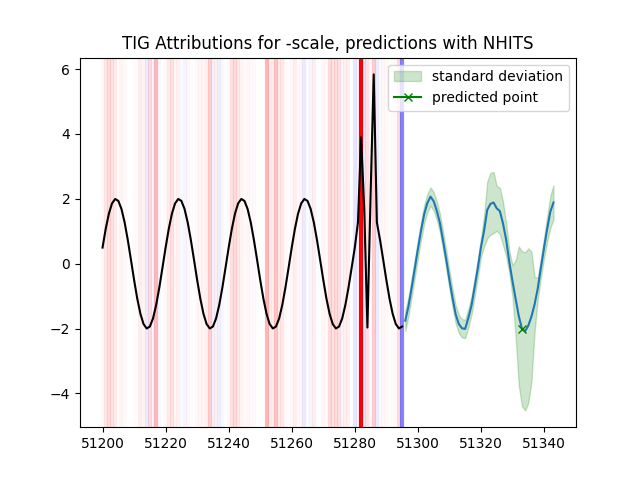 TIG Attributions for -scale, predictions with NHITS
standard deviation
predicted point
6
4
2
0
−2
−4
51200 51220 51240 51260 51280 51300 51320 51340